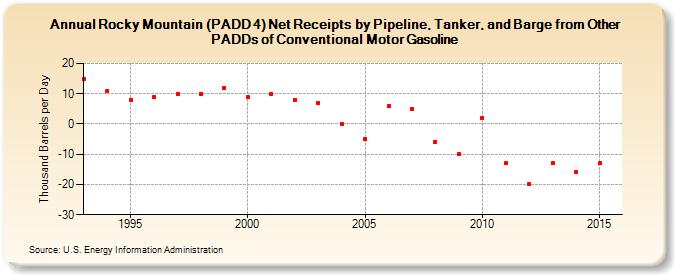 Annual Rocky Mountain (PADD 4) Net Receipts by Pipeline, Tanker, and Barge from Other
PADDs of Conventional Motor Gasoline
Thousand Barrels per Day
20
10
0
-10
-20
-30
1995
2000
2005
2010
2015
Source: U.S. Energy Information Administration